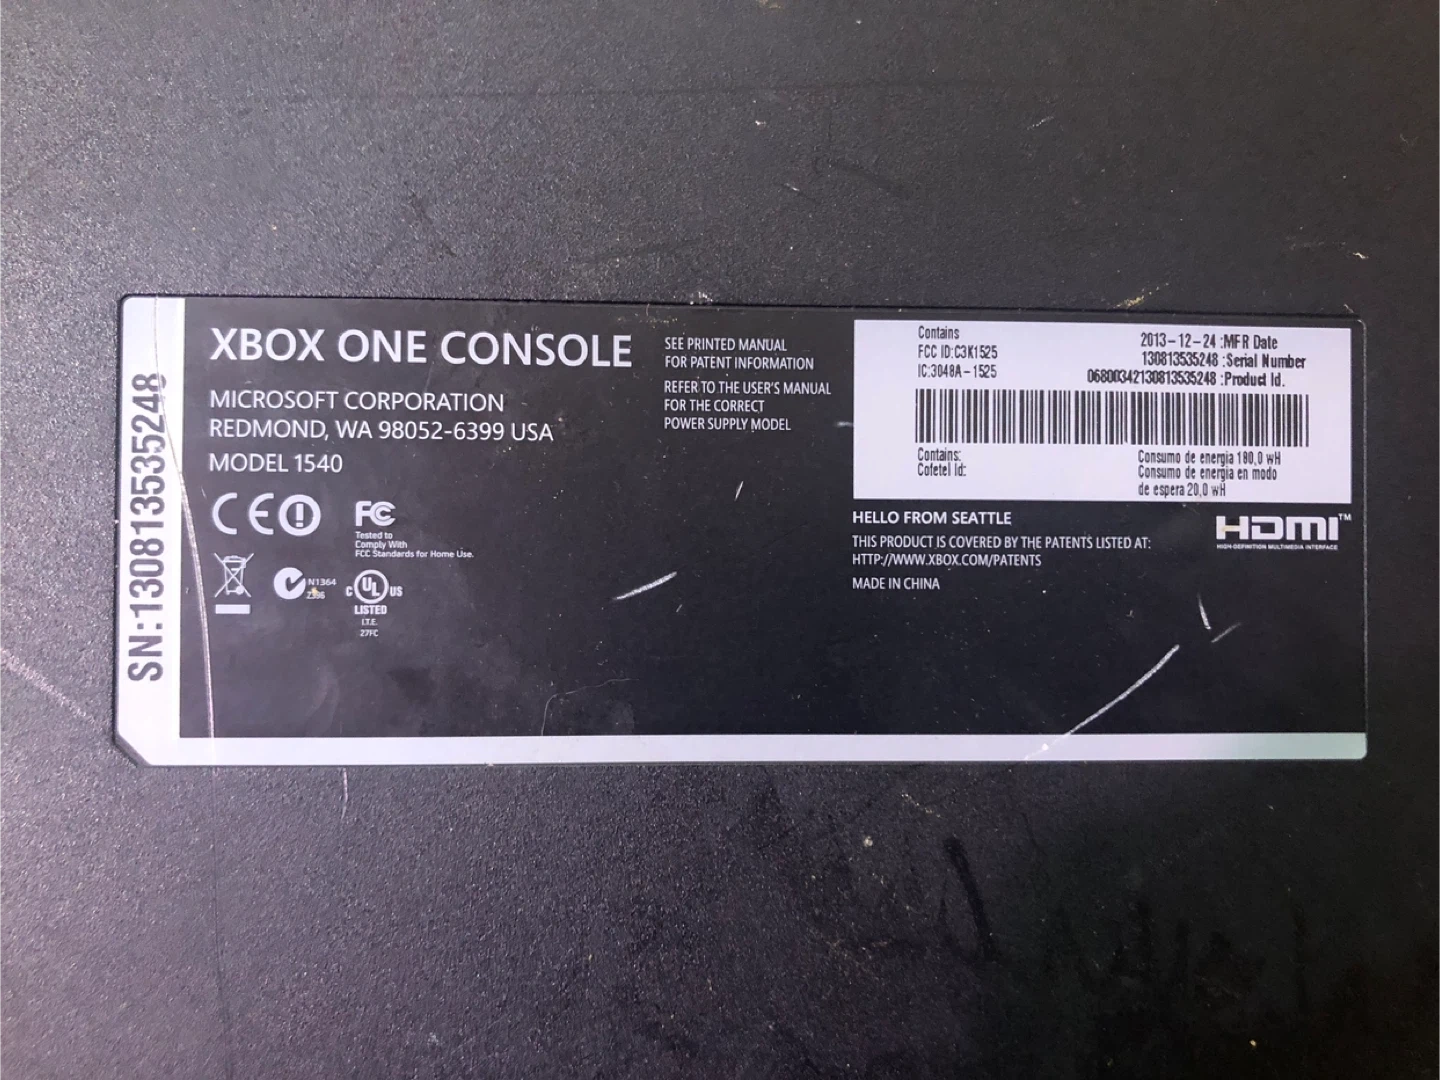 SN:130813535248
XBOX ONE CONSOLE
MICROSOFT CORPORATION
REDMOND, WA 98052-6399 USA
MODEL 1540
CE
FC
Tested to
Comply With
FCC Standards for Home Use.
N1364
Z356
C UL US
LISTED
I.T.E.
27FC
SEE PRINTED MANUAL
FOR PATENT INFORMATION
REFER TO THE USER'S MANUAL
FOR THE CORRECT
POWER SUPPLY MODEL
Contains
FCC ID:C3K1525
IC:3048A-1525
2013-12-24 :MFR Date
130813535248 :Serial Number
06800342130813535248 :Product Id.
Contains:
Cofetel Id:
Consumo de energia 180,0 wH
Consumo de energia en modo
de espera 20,0 wH
HELLO FROM SEATTLE
THIS PRODUCT IS COVERED BY THE PATENTS LISTED AT:
HTTP://WWW.XBOX.COM/PATENTS
MADE IN CHINA
HDMI™
HIGH-DEFINITION MULTIMEDIA INTERFACE